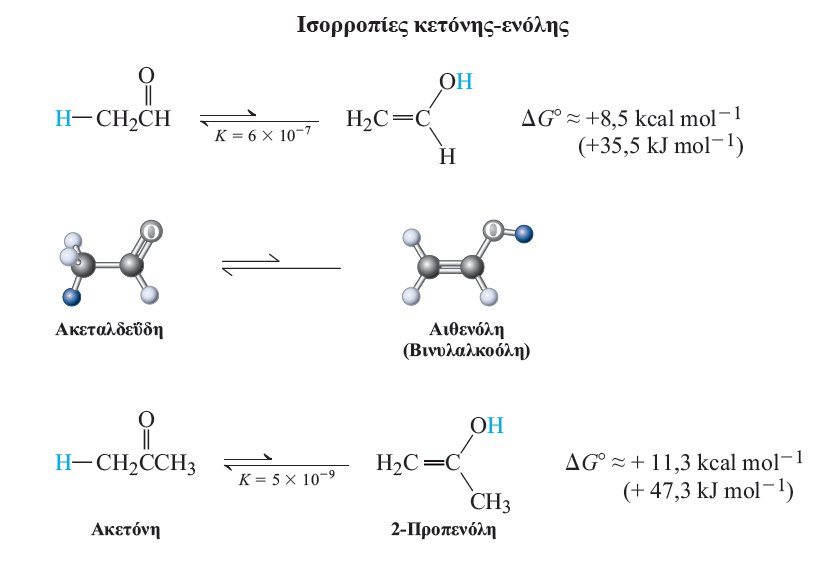 Ισορροπίες κετόνης-ενόλης
O
H—CH₂CH
K = 6 × 10⁻⁷
OH
H₂C=C
H
ΔG° ≈ +8,5 kcal mol⁻¹
(+35,5 kJ mol⁻¹)
O
O
Ακεταλδεΰδη
Αιθενόλη
(Βινυλαλκοόλη)
O
H—CH₂CCH₃
K = 5 × 10⁻⁹
OH
H₂C=C
CH₃
ΔG° ≈ + 11,3 kcal mol⁻¹
(+ 47,3 kJ mol⁻¹)
Ακετόνη
2-Προπενόλη